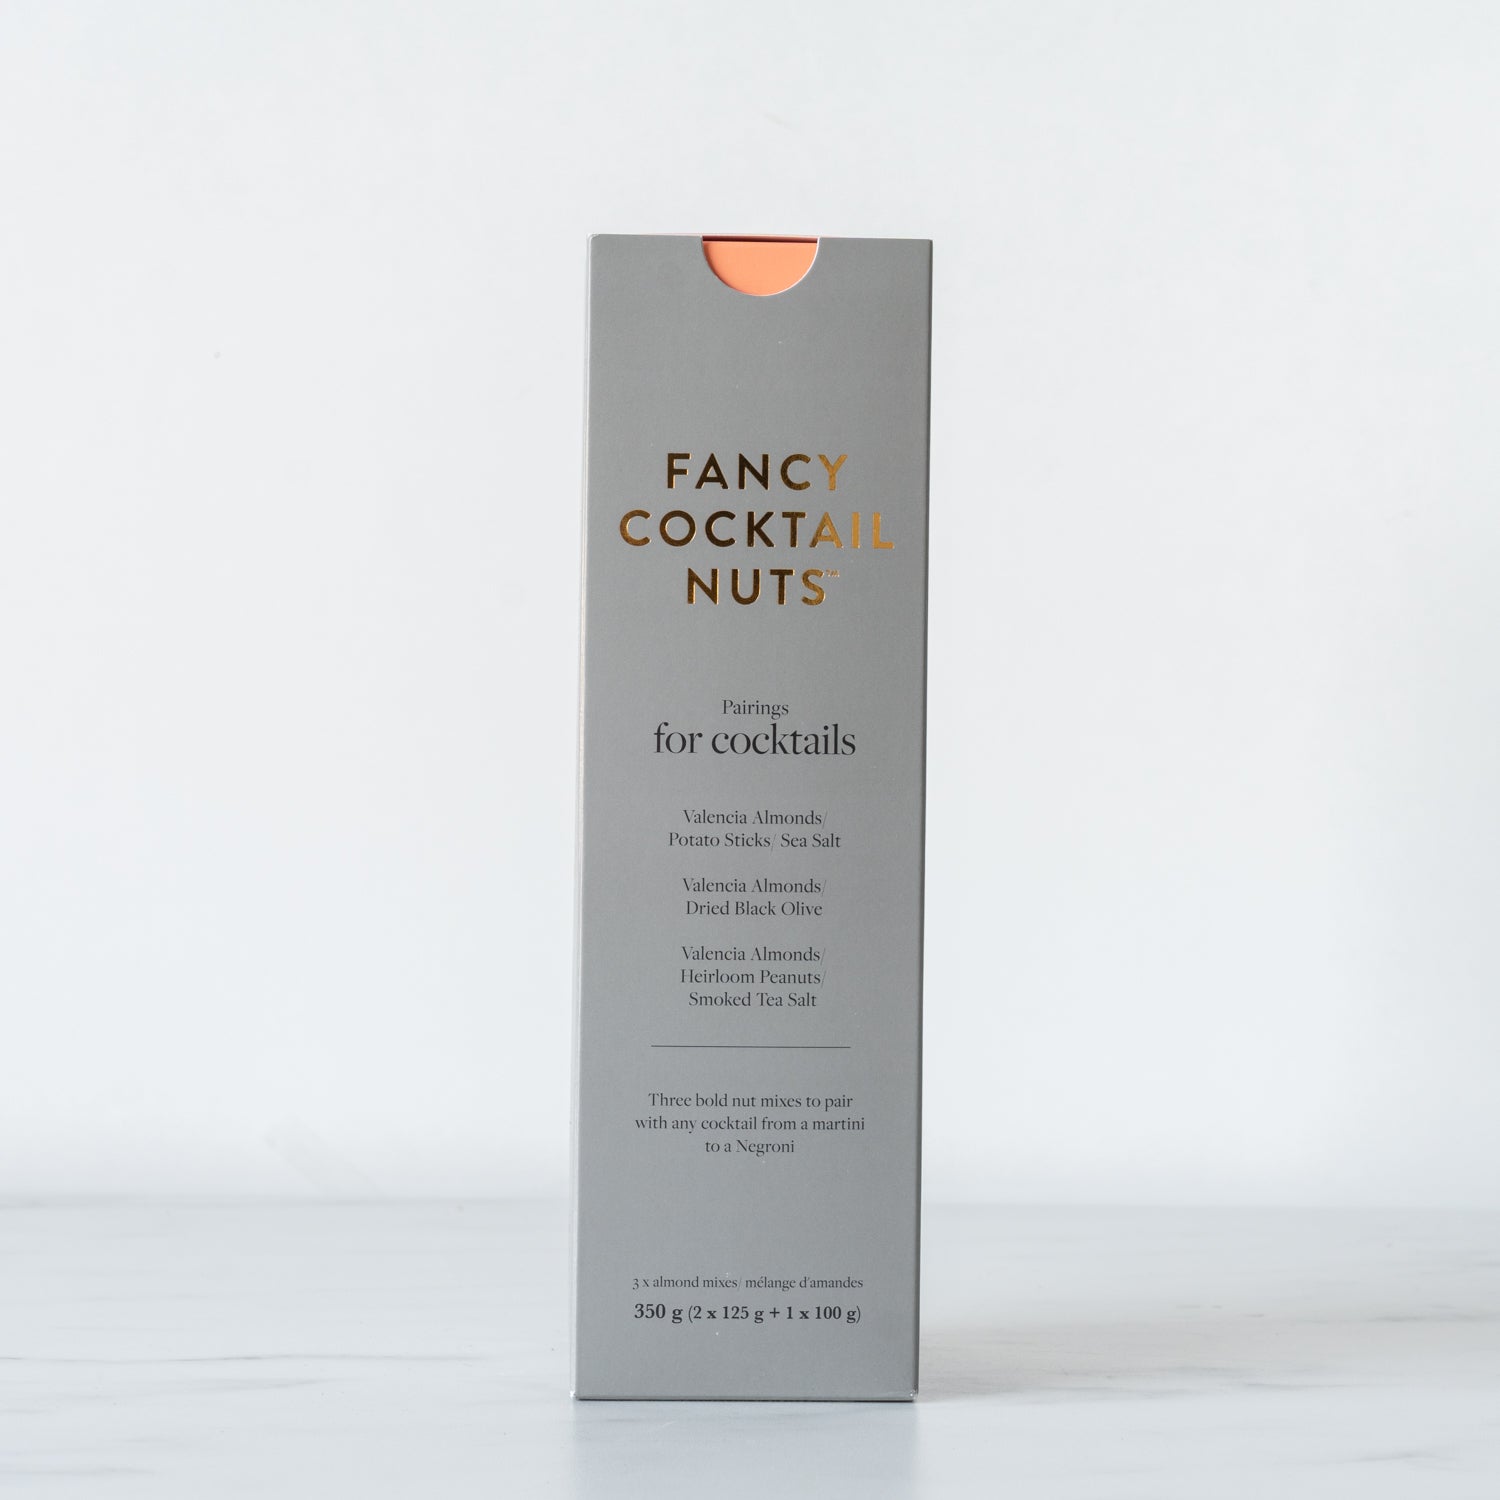 FANCY
COCKTAIL
NUTS™
Pairings
for cocktails
Valencia Almonds/
Potato Sticks/ Sea Salt
Valencia Almonds/
Dried Black Olive
Valencia Almonds/
Heirloom Peanuts/
Smoked Tea Salt
Three bold nut mixes to pair
with any cocktail from a martini
to a Negroni
3 x almond mixes/ mélange d'amandes
350 g (2 x 125 g + 1 x 100 g)